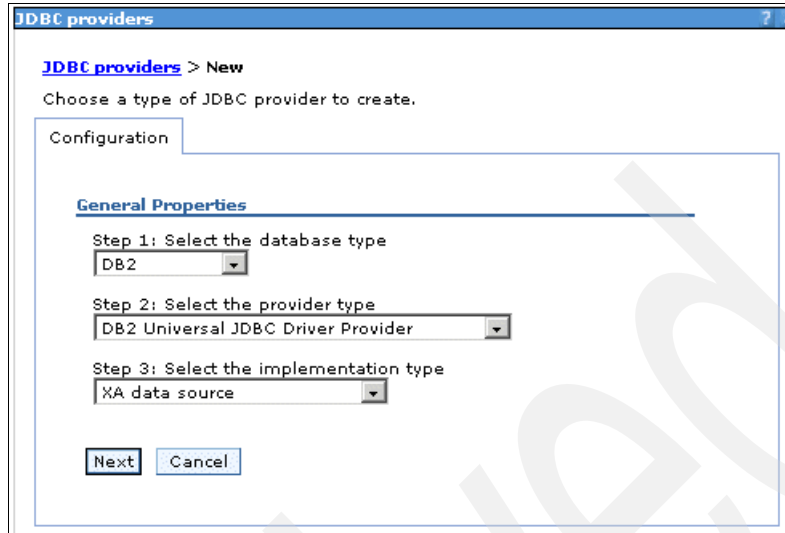 JDBC providers ?
JDBC providers > New
Choose a type of JDBC provider to create.
Configuration
General Properties
Step 1: Select the database type
DB2
Step 2: Select the provider type
DB2 Universal JDBC Driver Provider
Step 3: Select the implementation type
XA data source
Next Cancel